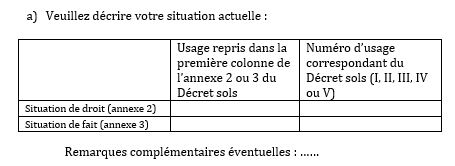 a) Veuillez décrire votre situation actuelle :
Usage repris dans la
première colonne de
l'annexe 2 ou 3 du
Décret sols
Numéro d'usage
correspondant du
Décret sols (I, II, III, IV
ou V)
Situation de droit (annexe 2)
Situation de fait (annexe 3)
Remarques complémentaires éventuelles : ......